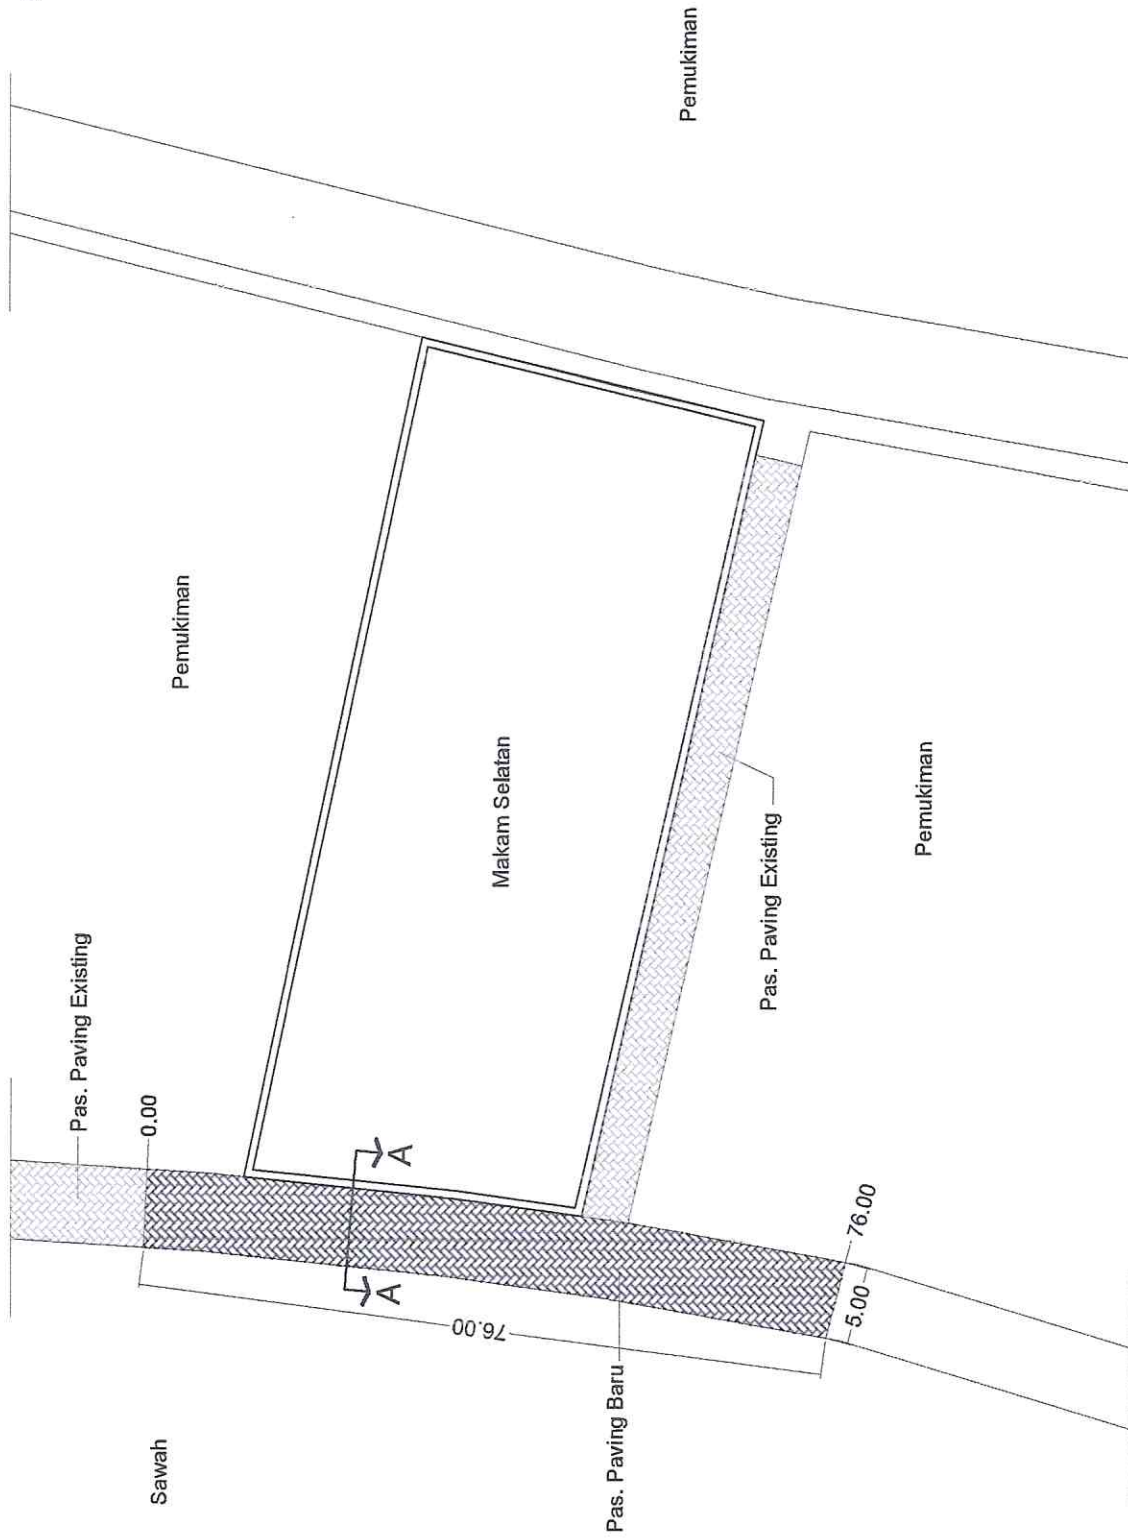 Pemukiman
Pemukiman
Makam Selatan
Pas. Paving Existing
Pas. Paving Existing
Pemukiman
0.00
A
A
76.00
76.00
5.00
Pas. Paving Baru
Sawah